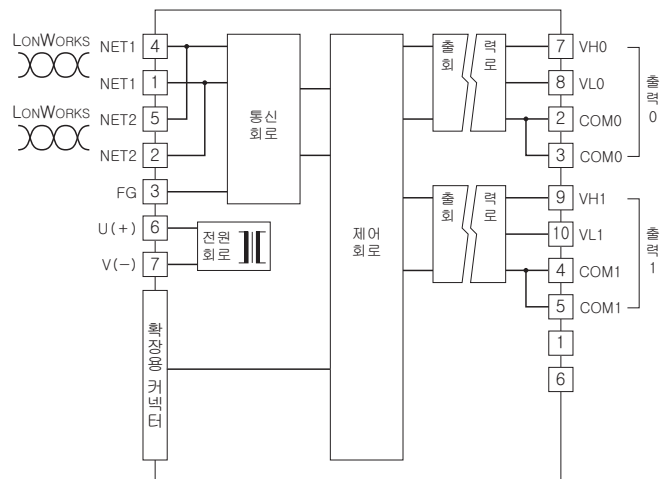 LONWORKS
NET1 4
NET1 1
LONWORKS
NET2 5
NET2 2
FG 3
U(+) 6
V(−) 7
통신
회로
전원
회로
확장용 커넥터
제어
회로
출 력
회 로
7 VH0
8 VL0
2 COM0
3 COM0
출력 0
출 력
회 로
9 VH1
10 VL1
4 COM1
5 COM1
출력 1
1
6